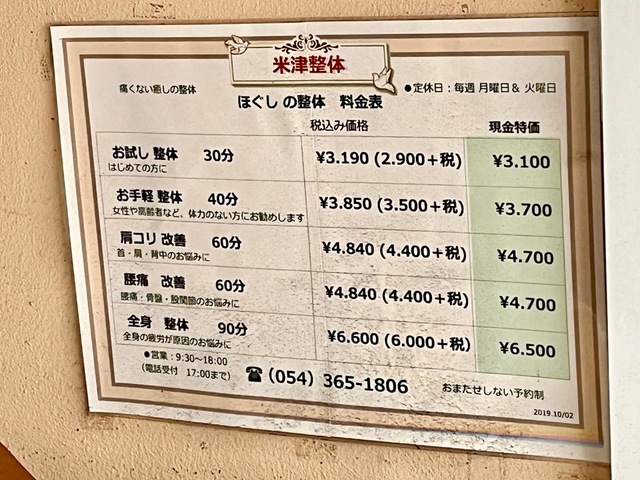 米津整体
痛くない癒しの整体
●定休日：毎週 月曜日＆ 火曜日
ほぐし の整体 料金表
税込み価格 現金特価
お試し 整体 30分 ¥3.190 (2.900＋税) ¥3.100
はじめての方に
お手軽 整体 40分 ¥3.850 (3.500＋税) ¥3.700
女性や高齢者など、体力のない方にお勧めします
肩コリ 改善 60分 ¥4.840 (4.400＋税) ¥4.700
首・肩・背中のお悩みに
腰痛 改善 60分 ¥4.840 (4.400＋税) ¥4.700
腰痛・骨盤・股関節のお悩みに
全身 整体 90分 ¥6.600 (6.000＋税) ¥6.500
全身の疲労が原因のお悩みに
●営業：9:30～18:00
(電話受付 17:00まで) ☎ (054) 365-1806 おまたせしない予約制
2019.10/02